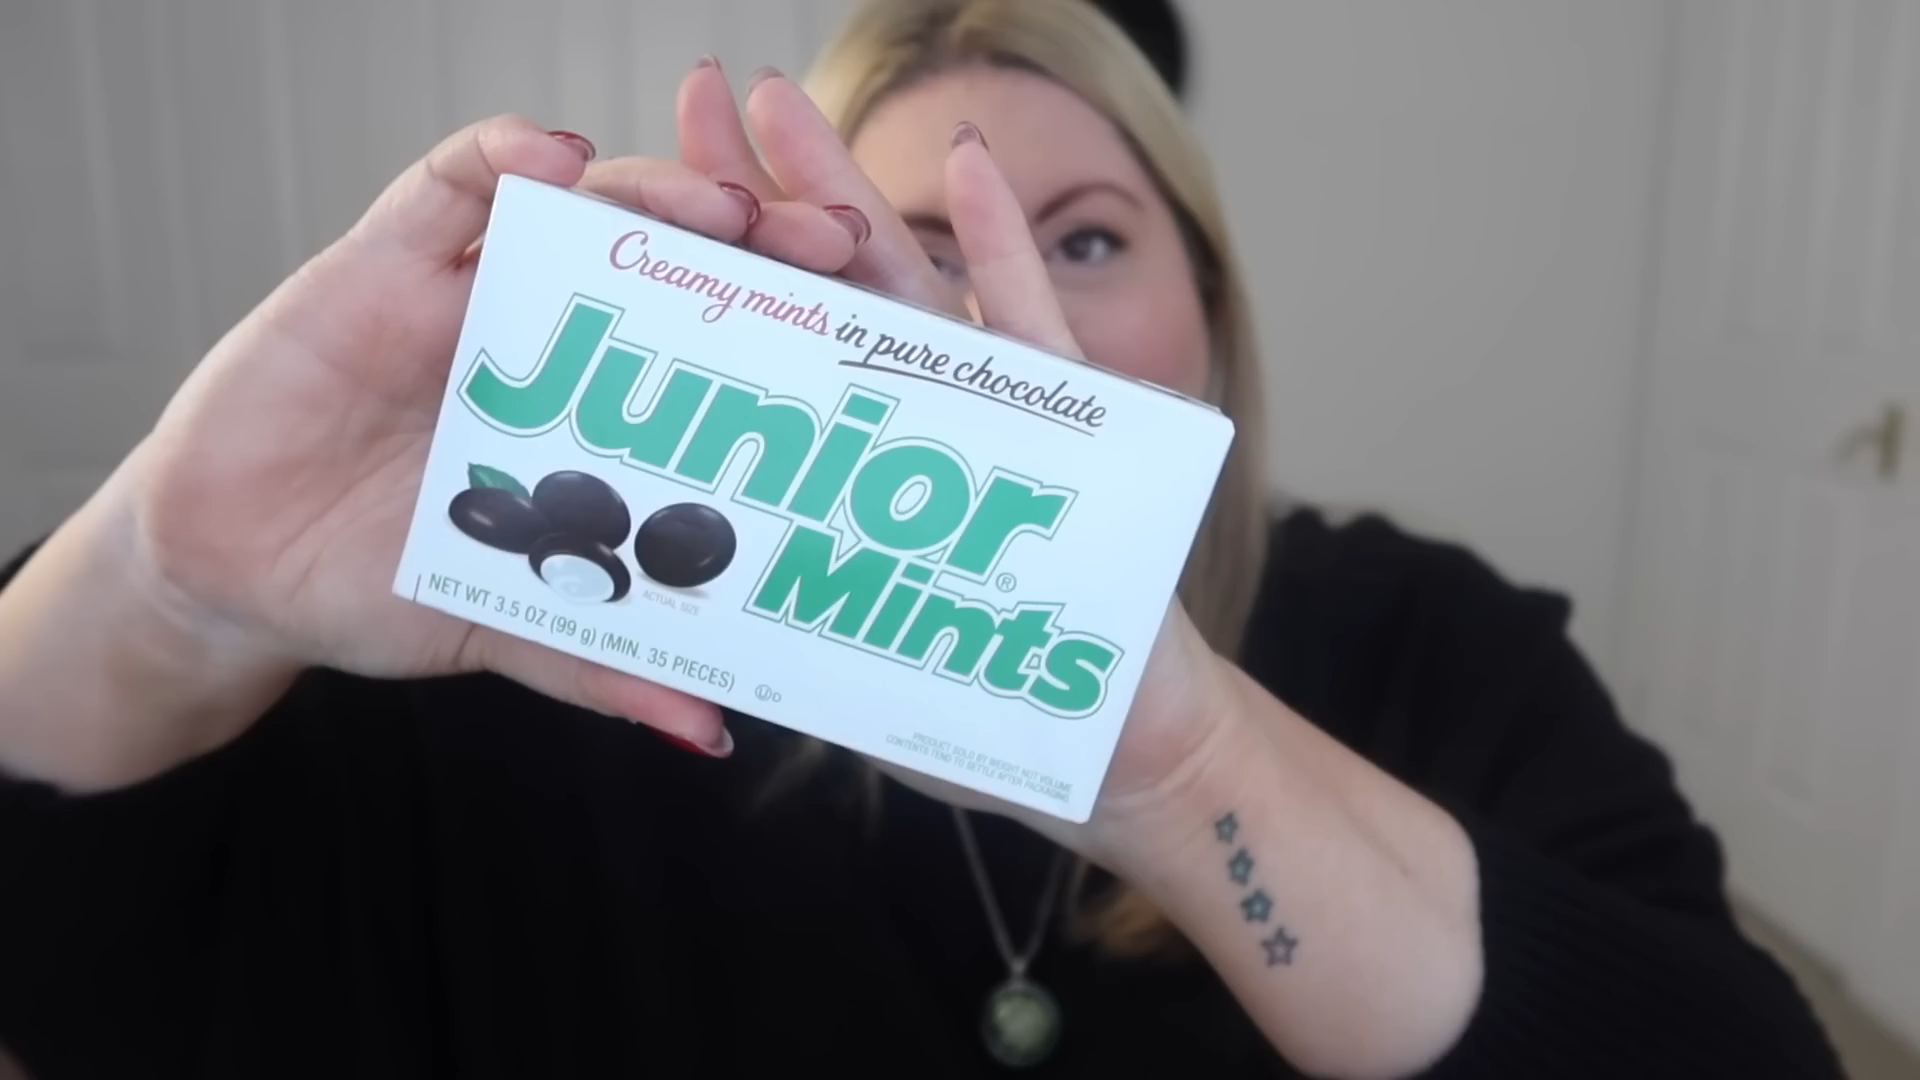 Creamy mints in pure chocolate
Junior
Mints®
ACTUAL SIZE
NET WT 3.5 OZ (99 g) (MIN. 35 PIECES) UD
PRODUCT SOLD BY WEIGHT NOT VOLUME
CONTENTS TEND TO SETTLE AFTER PACKAGING.